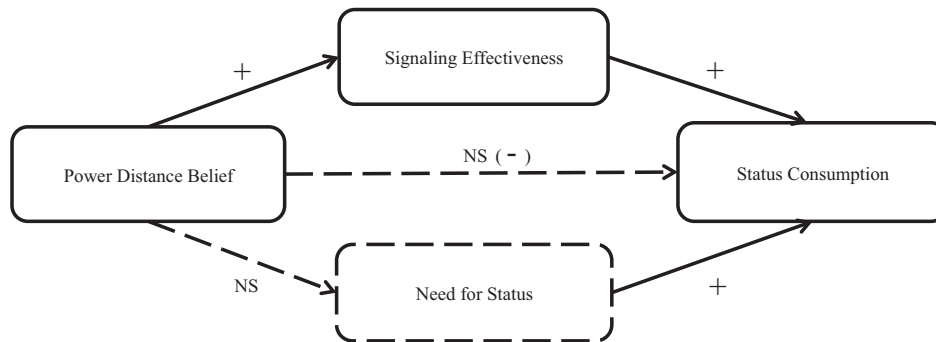 Signaling Effectiveness
+
+
Power Distance Belief
NS (-)
Status Consumption
NS
Need for Status
+